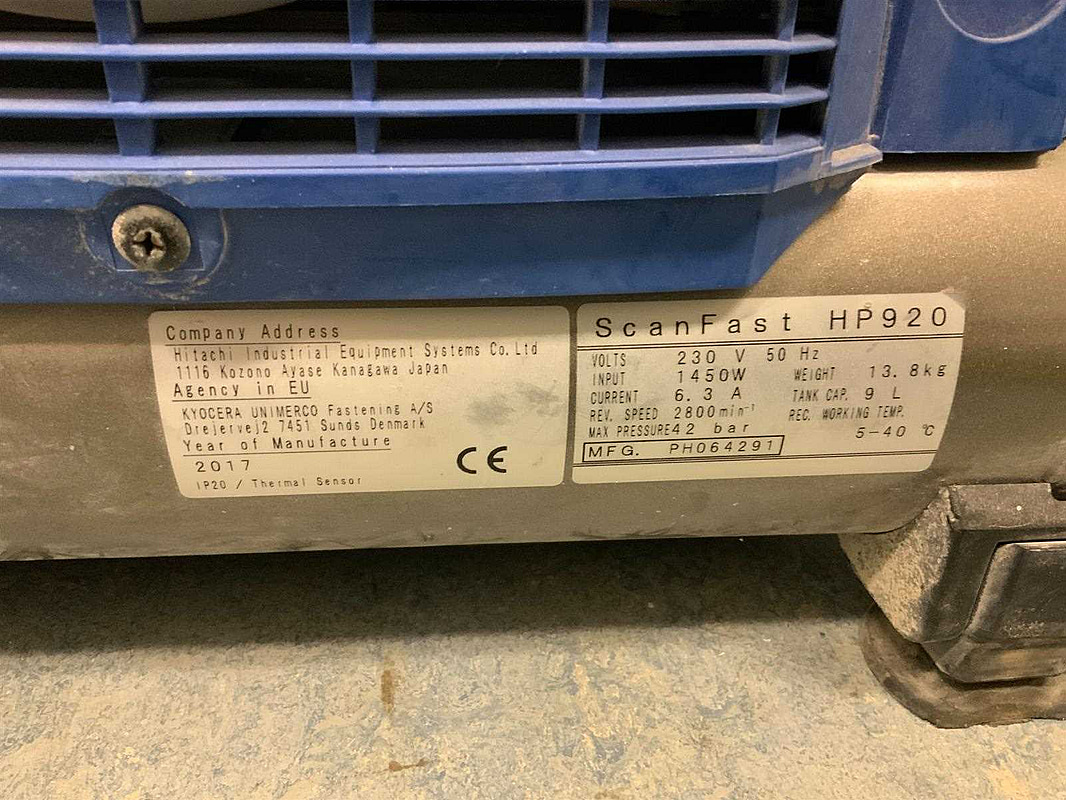 Company Address
Hitachi Industrial Equipment Systems Co.Ltd
1116 Kozono Ayase Kanagawa Japan
Agency in EU
KYOCERA UNIMERCO Fastening A/S
Drejervej2 7451 Sunds Denmark
Year of Manufacture
2017
IP20 / Thermal Sensor
CE
ScanFast HP920
VOLTS 230 V 50 Hz
INPUT 1450W WEIGHT 13.8kg
CURRENT 6.3 A TANK CAP. 9 L
REV. SPEED 2800min⁻¹ REC. WORKING TEMP.
MAX PRESSURE 42 bar 5-40 ℃
MFG. PH064291